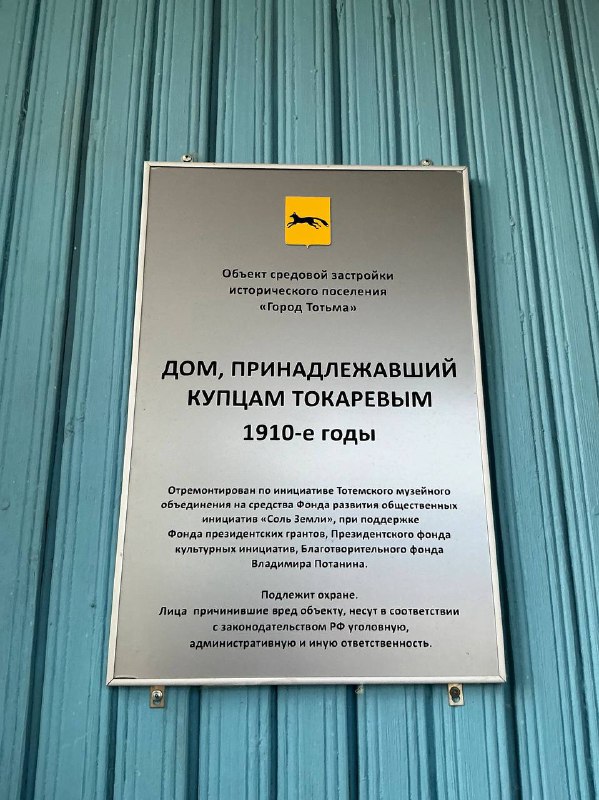 Объект средовой застройки
исторического поселения
«Город Тотьма»
ДОМ, ПРИНАДЛЕЖАВШИЙ
КУПЦАМ ТОКАРЕВЫМ
1910-е годы
Отремонтирован по инициативе Тотемского музейного
объединения на средства Фонда развития общественных
инициатив «Соль Земли», при поддержке
Фонда президентских грантов, Президентского фонда
культурных инициатив, Благотворительного фонда
Владимира Потанина.
Подлежит охране.
Лица причинившие вред объекту, несут в соответствии
с законодательством РФ уголовную,
административную и иную ответственность.